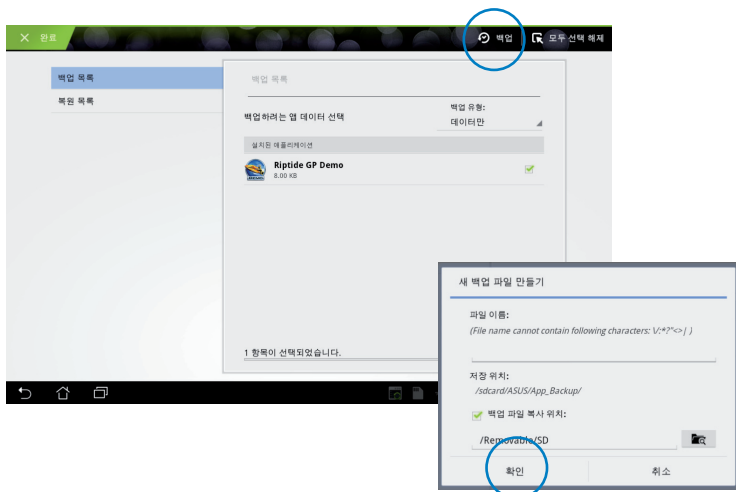 완료
백업
모두 선택 해제
백업 목록
복원 목록
백업 목록
백업하려는 앱 데이터 선택
백업 유형:
데이터만
설치된 애플리케이션
Riptide GP Demo
8.00 KB
1 항목이 선택되었습니다.
새 백업 파일 만들기
파일 이름:
(File name cannot contain following characters: \/:*?"<>| )
저장 위치:
/sdcard/ASUS/App_Backup/
백업 파일 복사 위치:
/Removable/SD
확인
취소